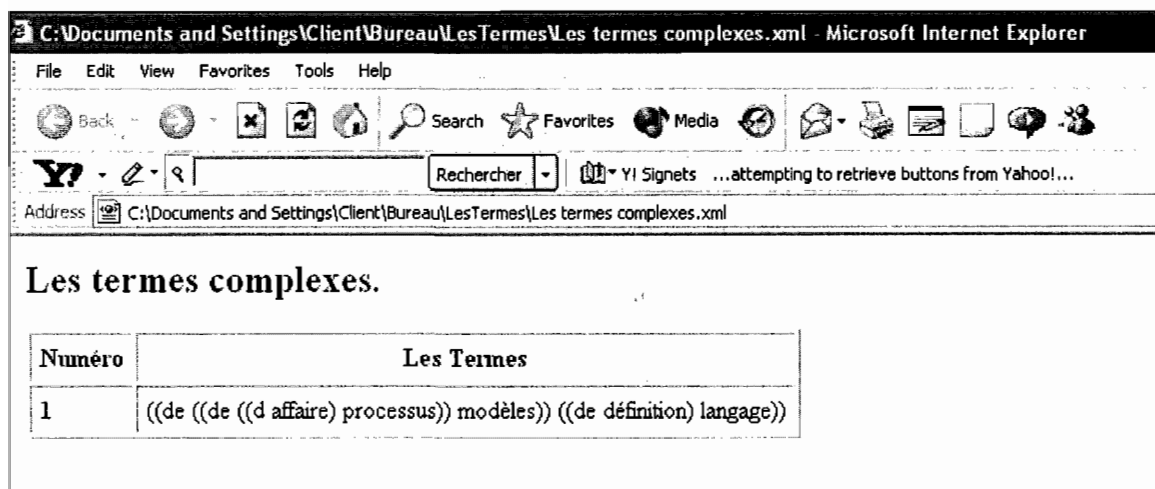 C:\Documents and Settings\Client\Bureau\LesTermes\Les termes complexes.xml - Microsoft Internet Explorer
File Edit View Favorites Tools Help
Back Search Favorites Media
Y! Rechercher Y! Signets ...attempting to retrieve buttons from Yahoo!...
Address C:\Documents and Settings\Client\Bureau\LesTermes\Les termes complexes.xml
Les termes complexes.
Numéro Les Termes
1 ((de ((de ((d affaire) processus)) modèles)) ((de définition) langage))